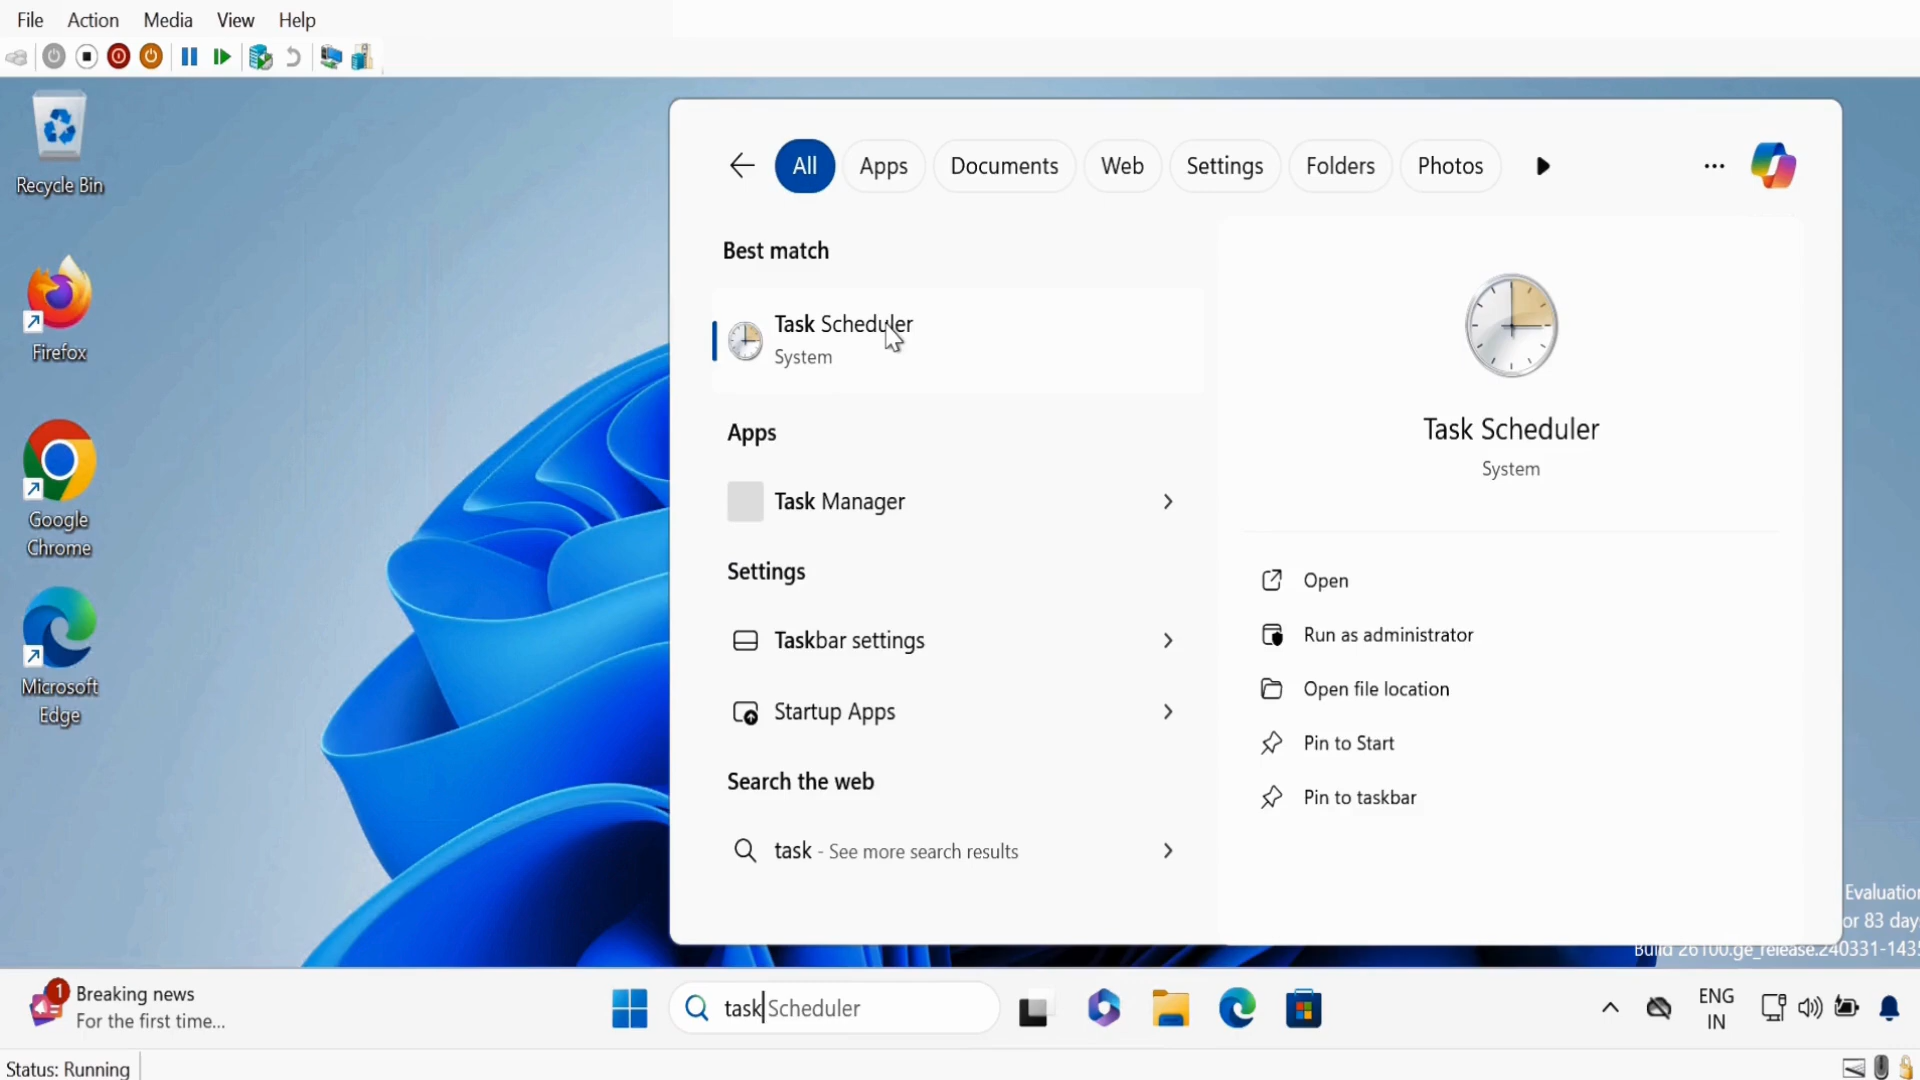 File Action Media View Help
Recycle Bin
Firefox
Google
Chrome
Microsoft
Edge
All Apps Documents Web Settings Folders Photos
Best match
Task Scheduler
System
Apps
Task Manager
Settings
Taskbar settings
Startup Apps
Search the web
task - See more search results
Task Scheduler
System
Open
Run as administrator
Open file location
Pin to Start
Pin to taskbar
Evaluation
or 83 days
Build 26100.ge_release.240331-1435
1
Breaking news
For the first time...
task Scheduler
ENG
IN
Status: Running